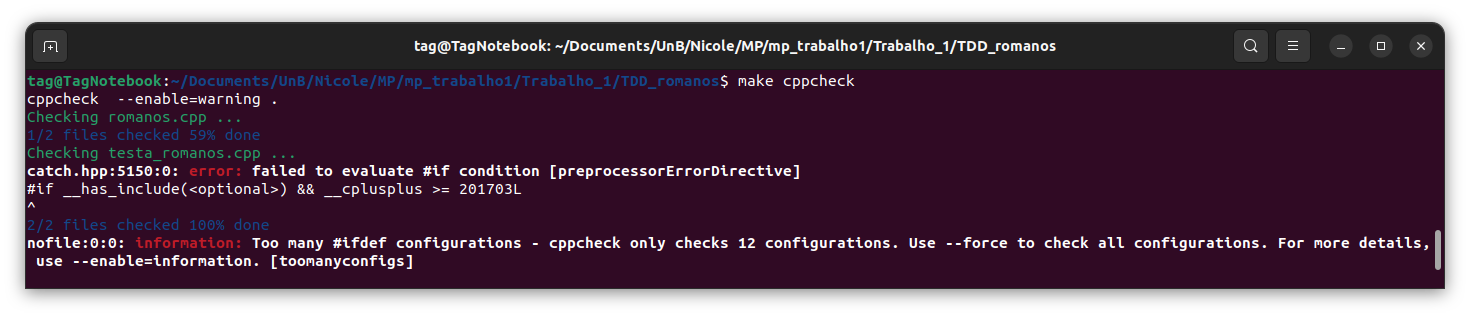 tag@TagNotebook: ~/Documents/UnB/Nicole/MP/mp_trabalho1/Trabalho_1/TDD_romanos
tag@TagNotebook:~/Documents/UnB/Nicole/MP/mp_trabalho1/Trabalho_1/TDD_romanos$ make cppcheck
cppcheck  --enable=warning .
Checking romanos.cpp ...
1/2 files checked 59% done
Checking testa_romanos.cpp ...
catch.hpp:5150:0: error: failed to evaluate #if condition [preprocessorErrorDirective]
#if __has_include(<optional>) && __cplusplus >= 201703L
^
2/2 files checked 100% done
nofile:0:0: information: Too many #ifdef configurations - cppcheck only checks 12 configurations. Use --force to check all configurations. For more details,
 use --enable=information. [toomanyconfigs]